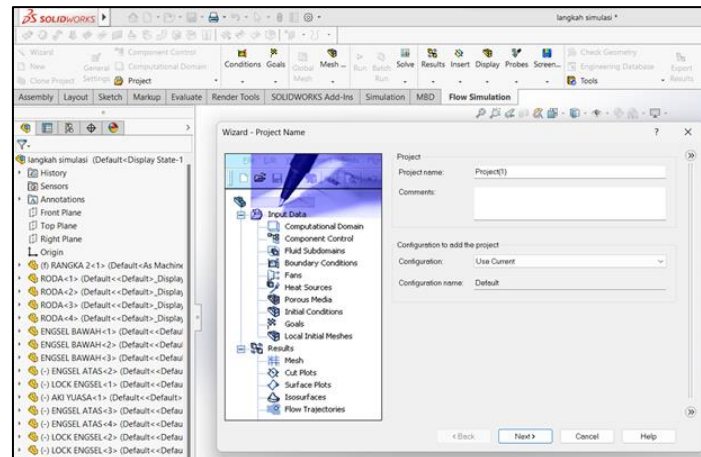 SOLIDWORKS
langkah simulasi *
Wizard
New
Clone Project
General Settings
Component Control
Computational Domain
Project
Conditions
Goals
Global Mesh
Mesh ...
Run
Batch Run
Solve
Results
Insert
Display
Probes
Screen...
Check Geometry
Engineering Database
Tools
Export Results
Assembly
Layout
Sketch
Markup
Evaluate
Render Tools
SOLIDWORKS Add-Ins
Simulation
MBD
Flow Simulation
langkah simulasi (Default<Display State-1
History
Sensors
Annotations
Front Plane
Top Plane
Right Plane
Origin
(f) RANGKA 2<1> (Default<As Machine
RODA<1> (Default<<Default>_Display
RODA<2> (Default<<Default>_Display
RODA<3> (Default<<Default>_Display
RODA<4> (Default<<Default>_Display
ENGSEL BAWAH<1> (Default<<Defaul
ENGSEL BAWAH<2> (Default<<Defaul
ENGSEL BAWAH<3> (Default<<Defaul
(-) ENGSEL ATAS<2> (Default<<Defau
(-) LOCK ENGSEL<1> (Default<<Defau
(-) AKI YUASA<1> (Default<<Default>
(-) ENGSEL ATAS<3> (Default<<Defau
(-) ENGSEL ATAS<4> (Default<<Defau
(-) LOCK ENGSEL<2> (Default<<Defau
(-) LOCK ENGSEL<3> (Default<<Defau
Wizard - Project Name
Input Data
Computational Domain
Component Control
Fluid Subdomains
Boundary Conditions
Fans
Heat Sources
Porous Media
Initial Conditions
Goals
Local Initial Meshes
Results
Mesh
Cut Plots
Surface Plots
Isosurfaces
Flow Trajectories
Project
Project name: Project(1)
Comments:
Configuration to add the project
Configuration: Use Current
Configuration name: Default
< Back
Next >
Cancel
Help